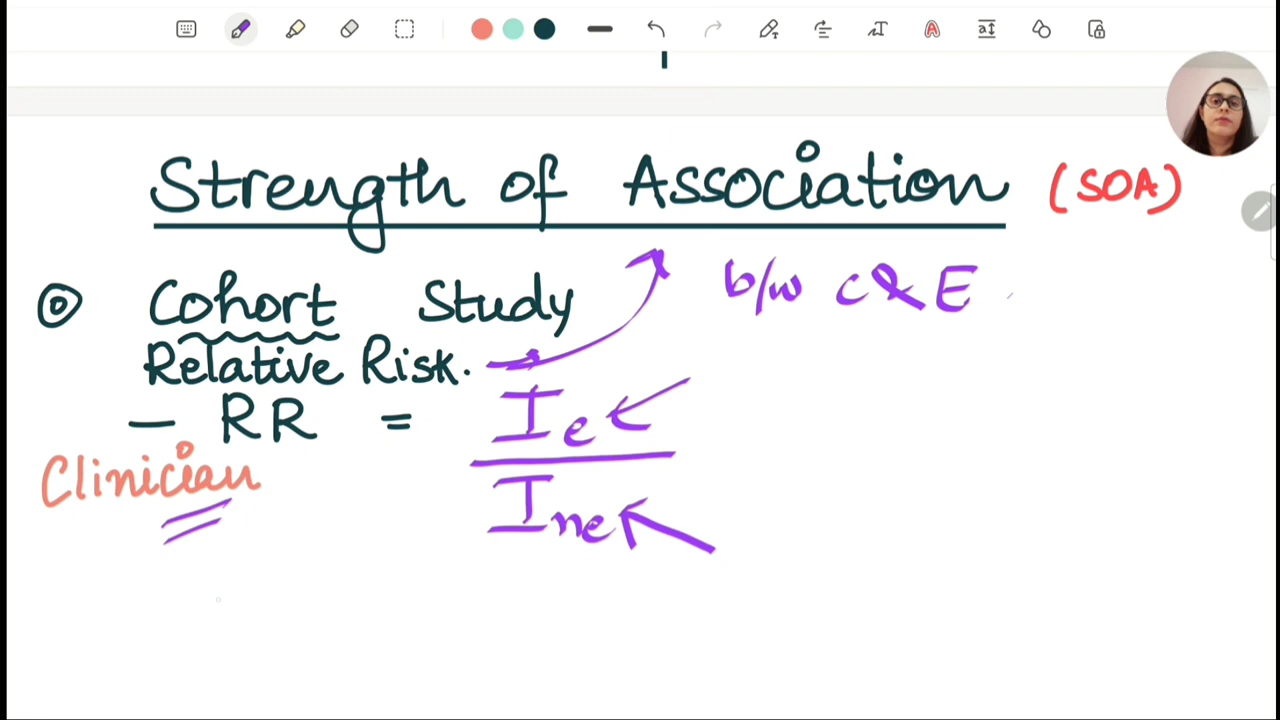 Strength of Association (SOA)
b/w C & E
Cohort Study
Relative Risk.
— RR = Ie
Ine
Clinician